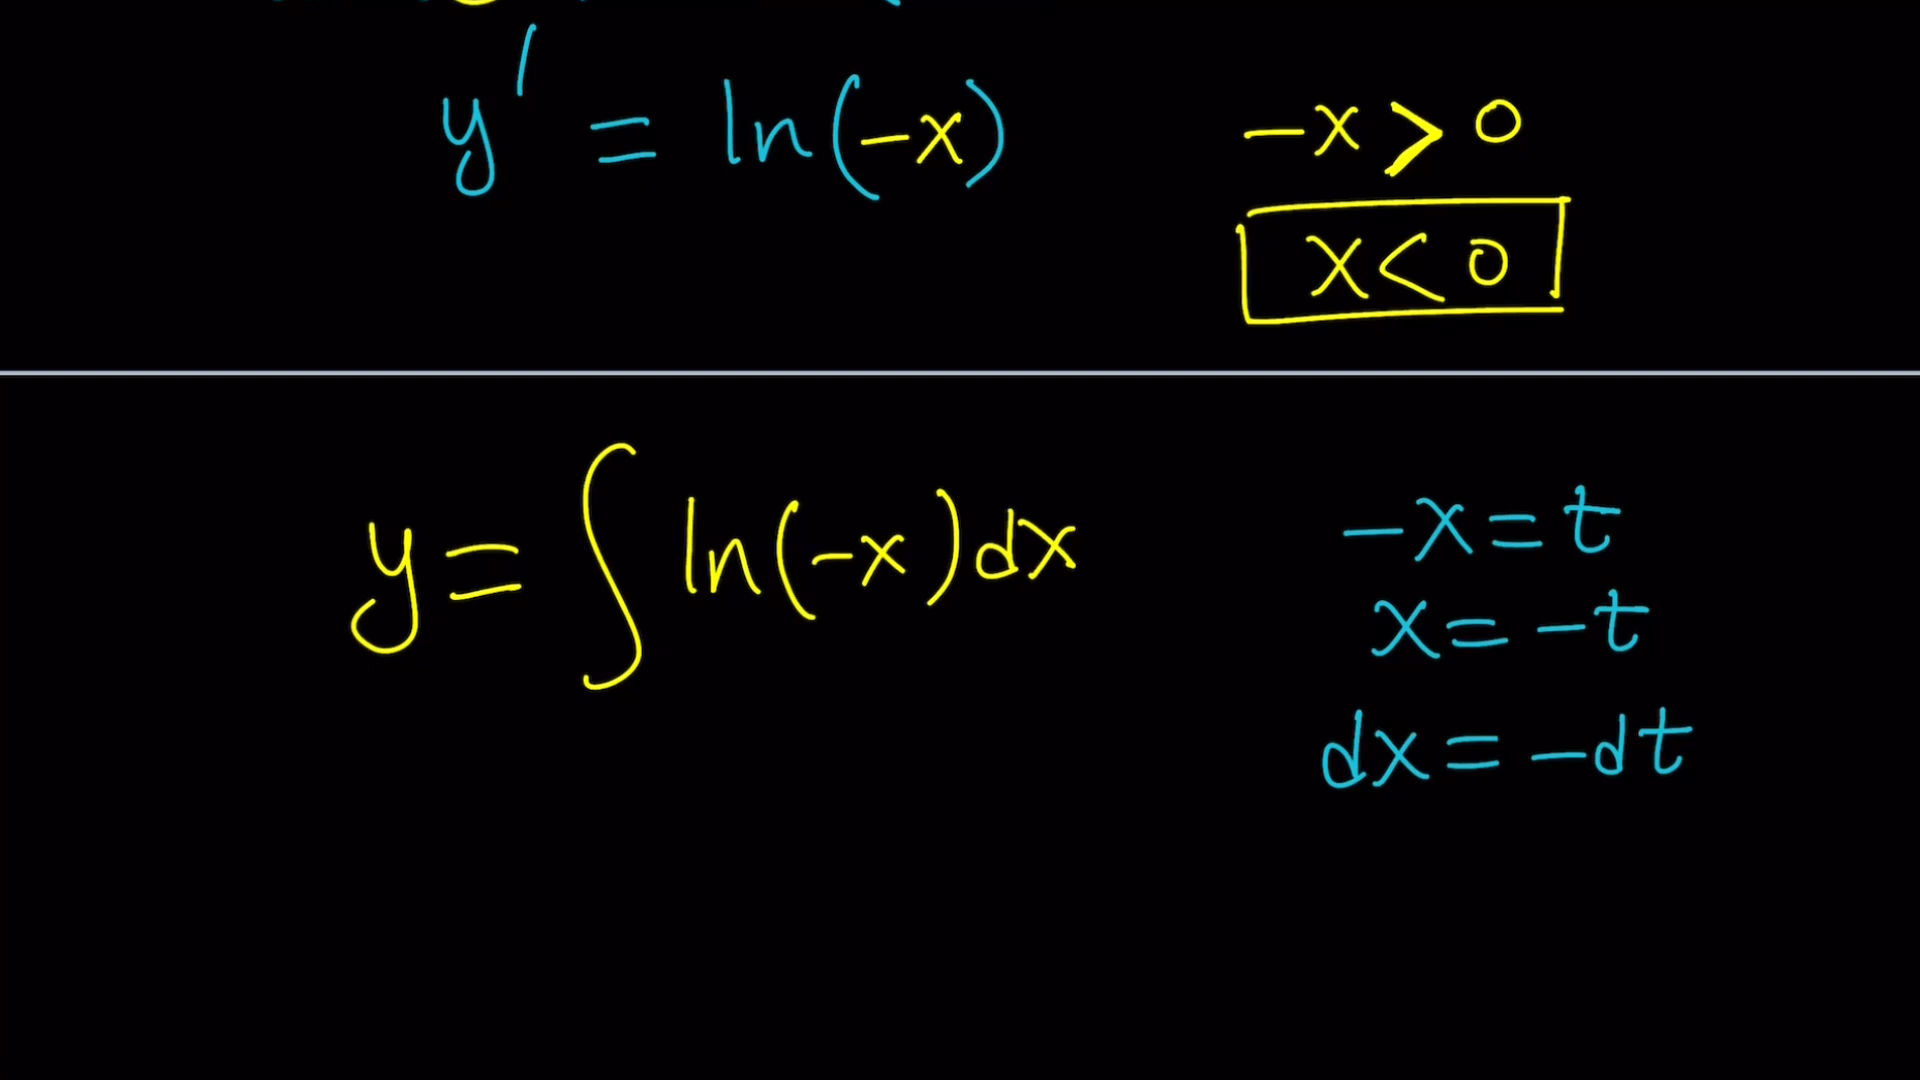 y' = ln(-x)
-x > 0
x < 0
y = ∫ ln(-x) dx
-x = t
x = -t
dx = -dt